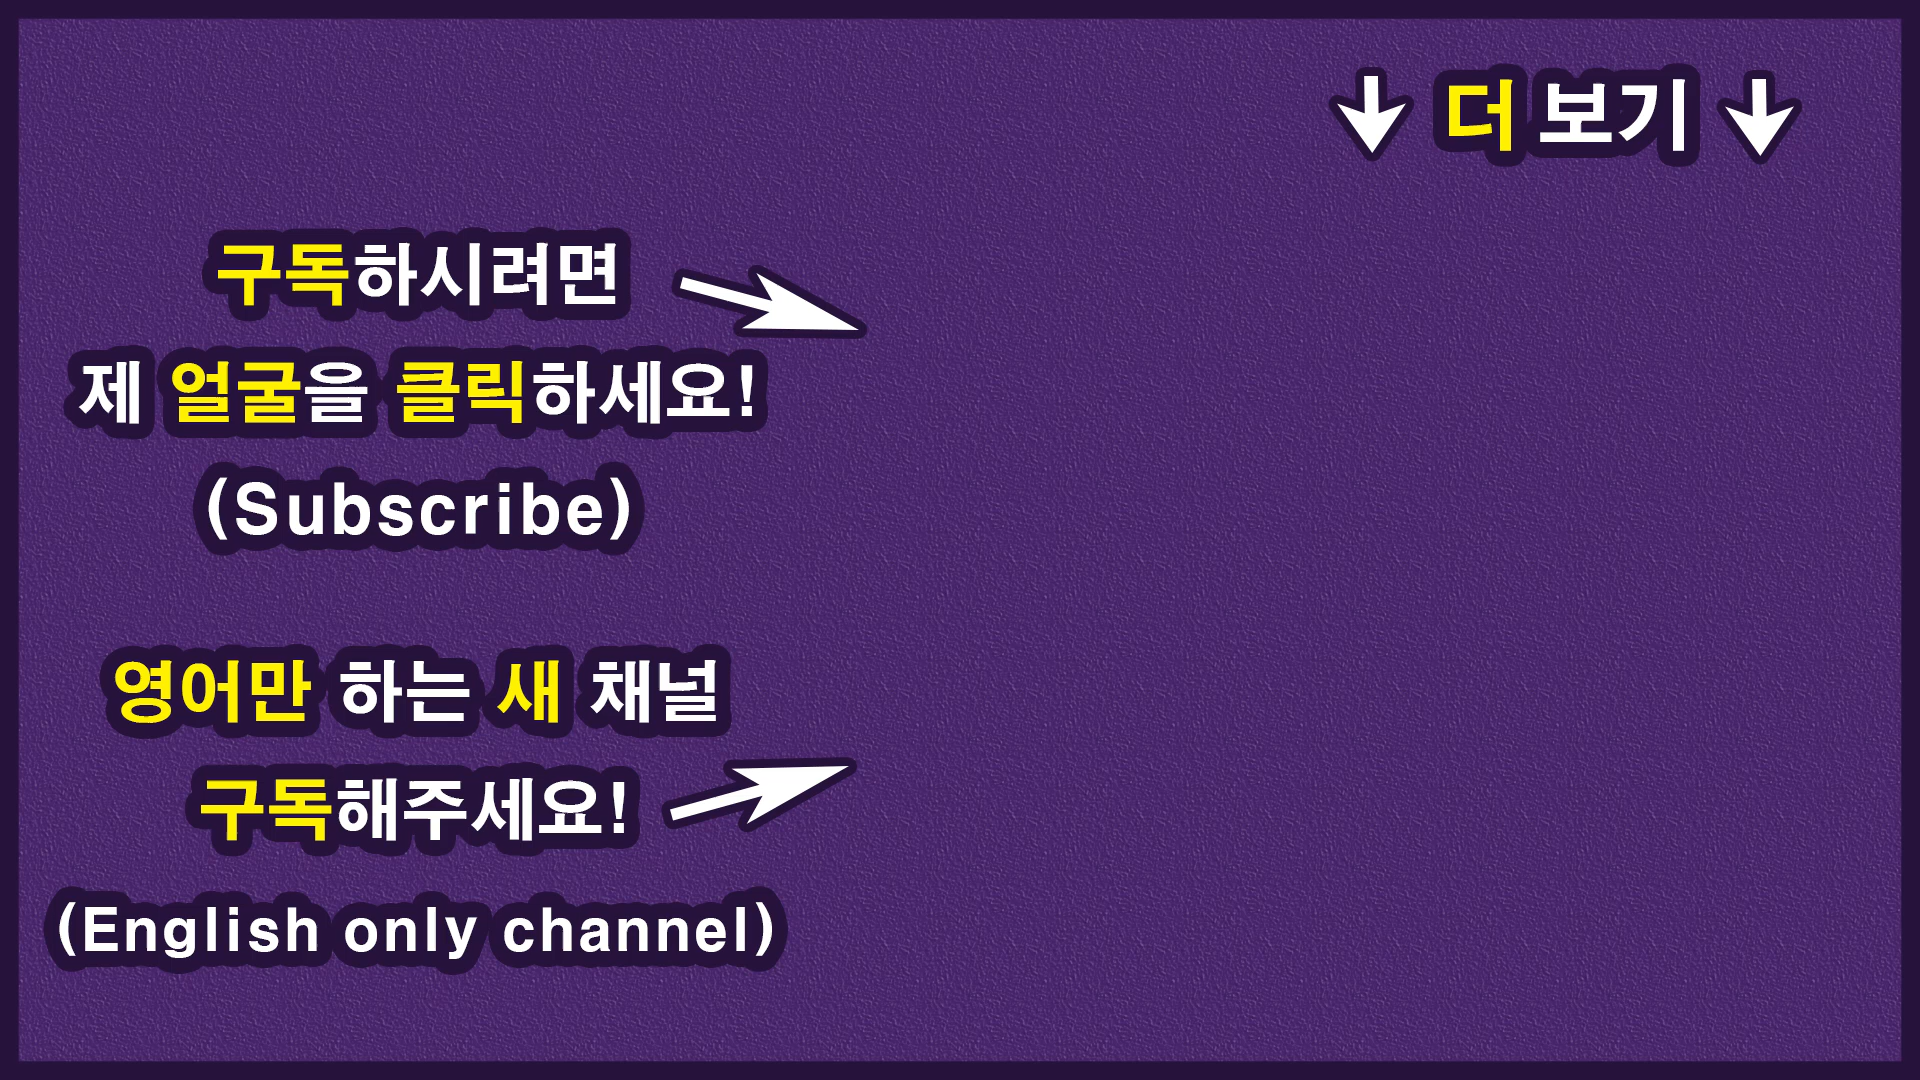 더 보기
구독하시려면
제 얼굴을 클릭하세요!
(Subscribe)
영어만 하는 새 채널
구독해주세요!
(English only channel)